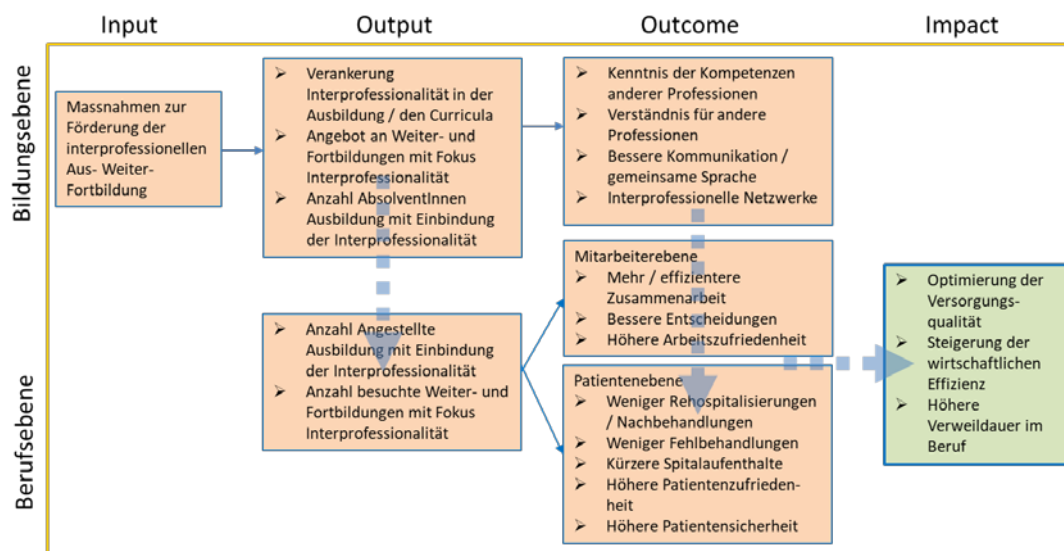 Input
Output
Outcome
Impact
Bildungsebene
Massnahmen zur
Förderung der
interprofessionellen
Aus- Weiter-
Fortbildung
➢ Verankerung
Interprofessionalität in der
Ausbildung / den Curricula
➢ Angebot an Weiter- und
Fortbildungen mit Fokus
Interprofessionalität
➢ Anzahl AbsolventInnen
Ausbildung mit Einbindung
der Interprofessionalität
➢ Kenntnis der Kompetenzen
anderer Professionen
➢ Verständnis für andere
Professionen
➢ Bessere Kommunikation /
gemeinsame Sprache
➢ Interprofessionelle Netzwerke
Berufsebene
➢ Anzahl Angestellte
Ausbildung mit Einbindung
der Interprofessionalität
➢ Anzahl besuchte Weiter- und
Fortbildungen mit Fokus
Interprofessionalität
Mitarbeiterebene
➢ Mehr / effizientere
Zusammenarbeit
➢ Bessere Entscheidungen
➢ Höhere Arbeitszufriedenheit
Patientenebene
➢ Weniger Rehospitalisierungen
/ Nachbehandlungen
➢ Weniger Fehlbehandlungen
➢ Kürzere Spitalaufenthalte
➢ Höhere Patientenzufrieden-
heit
➢ Höhere Patientensicherheit
➢ Optimierung der
Versorgungs-
qualität
➢ Steigerung der
wirtschaftlichen
Effizienz
➢ Höhere
Verweildauer im
Beruf